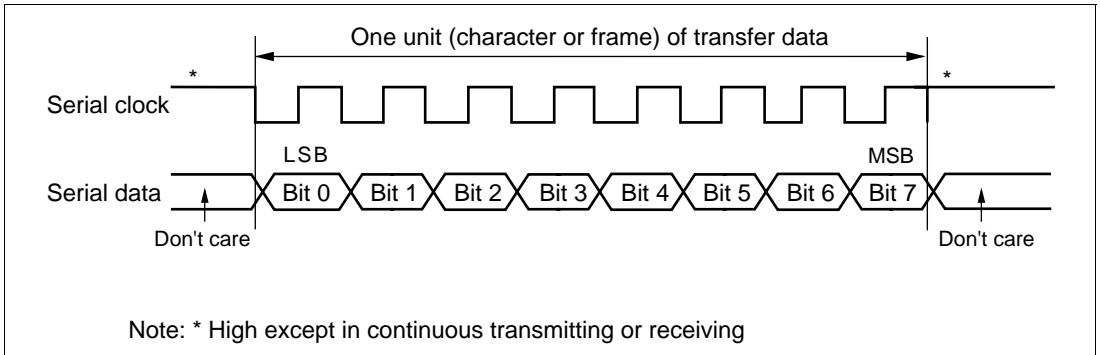 One unit (character or frame) of transfer data
* *
Serial clock
LSB MSB
Serial data Bit 0 Bit 1 Bit 2 Bit 3 Bit 4 Bit 5 Bit 6 Bit 7
Don't care Don't care
Note: * High except in continuous transmitting or receiving